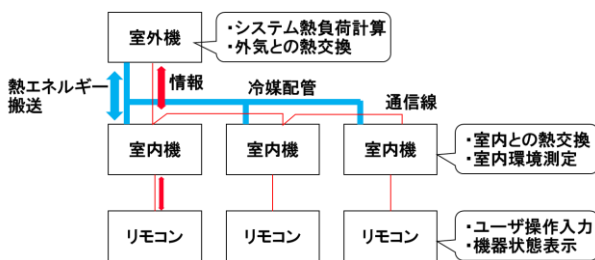 室外機
・システム熱負荷計算
・外気との熱交換
熱エネルギー
搬送
情報
冷媒配管
通信線
室内機
室内機
室内機
・室内との熱交換
・室内環境測定
リモコン
リモコン
リモコン
・ユーザ操作入力
・機器状態表示